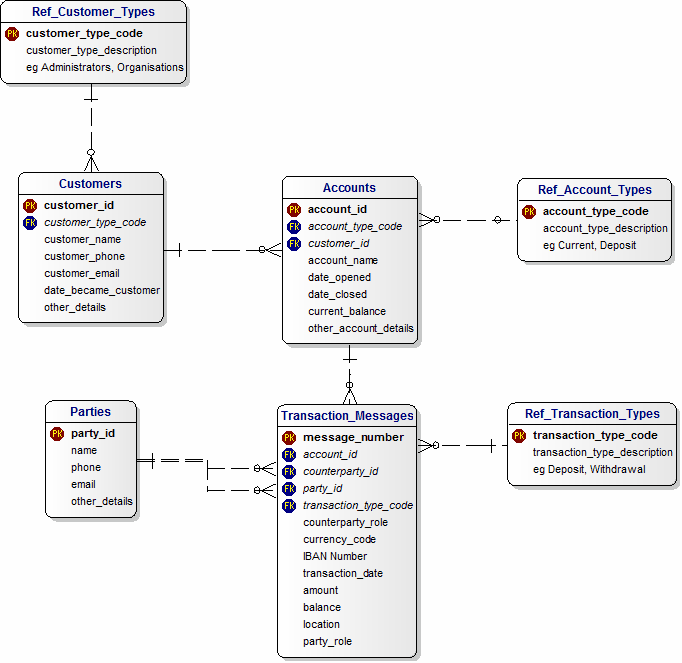 Ref_Customer_Types
PK customer_type_code
customer_type_description
eg Administrators, Organisations
Customers
PK customer_id
FK customer_type_code
customer_name
customer_phone
customer_email
date_became_customer
other_details
Accounts
PK account_id
FK account_type_code
FK customer_id
account_name
date_opened
date_closed
current_balance
other_account_details
Ref_Account_Types
PK account_type_code
account_type_description
eg Current, Deposit
Parties
PK party_id
name
phone
email
other_details
Transaction_Messages
PK message_number
FK account_id
FK counterparty_id
FK party_id
FK transaction_type_code
counterparty_role
currency_code
IBAN Number
transaction_date
amount
balance
location
party_role
Ref_Transaction_Types
PK transaction_type_code
transaction_type_description
eg Deposit, Withdrawal